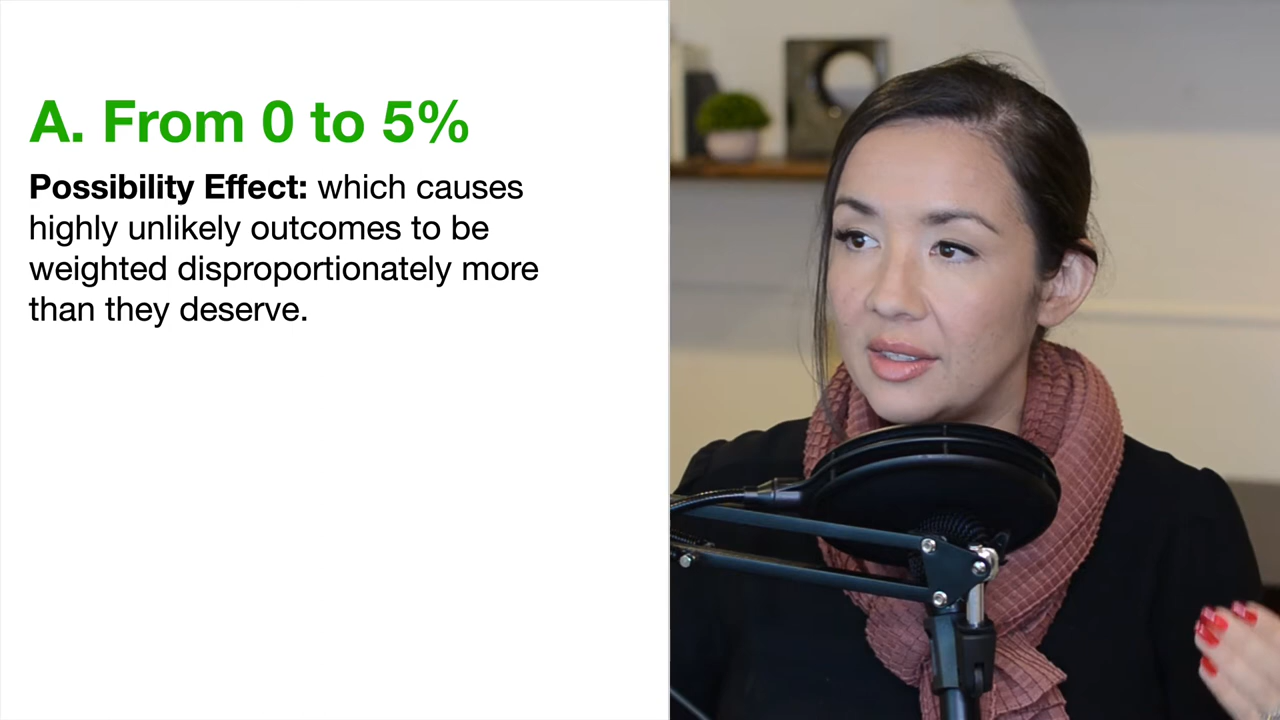 A. From 0 to 5%
Possibility Effect: which causes
highly unlikely outcomes to be
weighted disproportionately more
than they deserve.